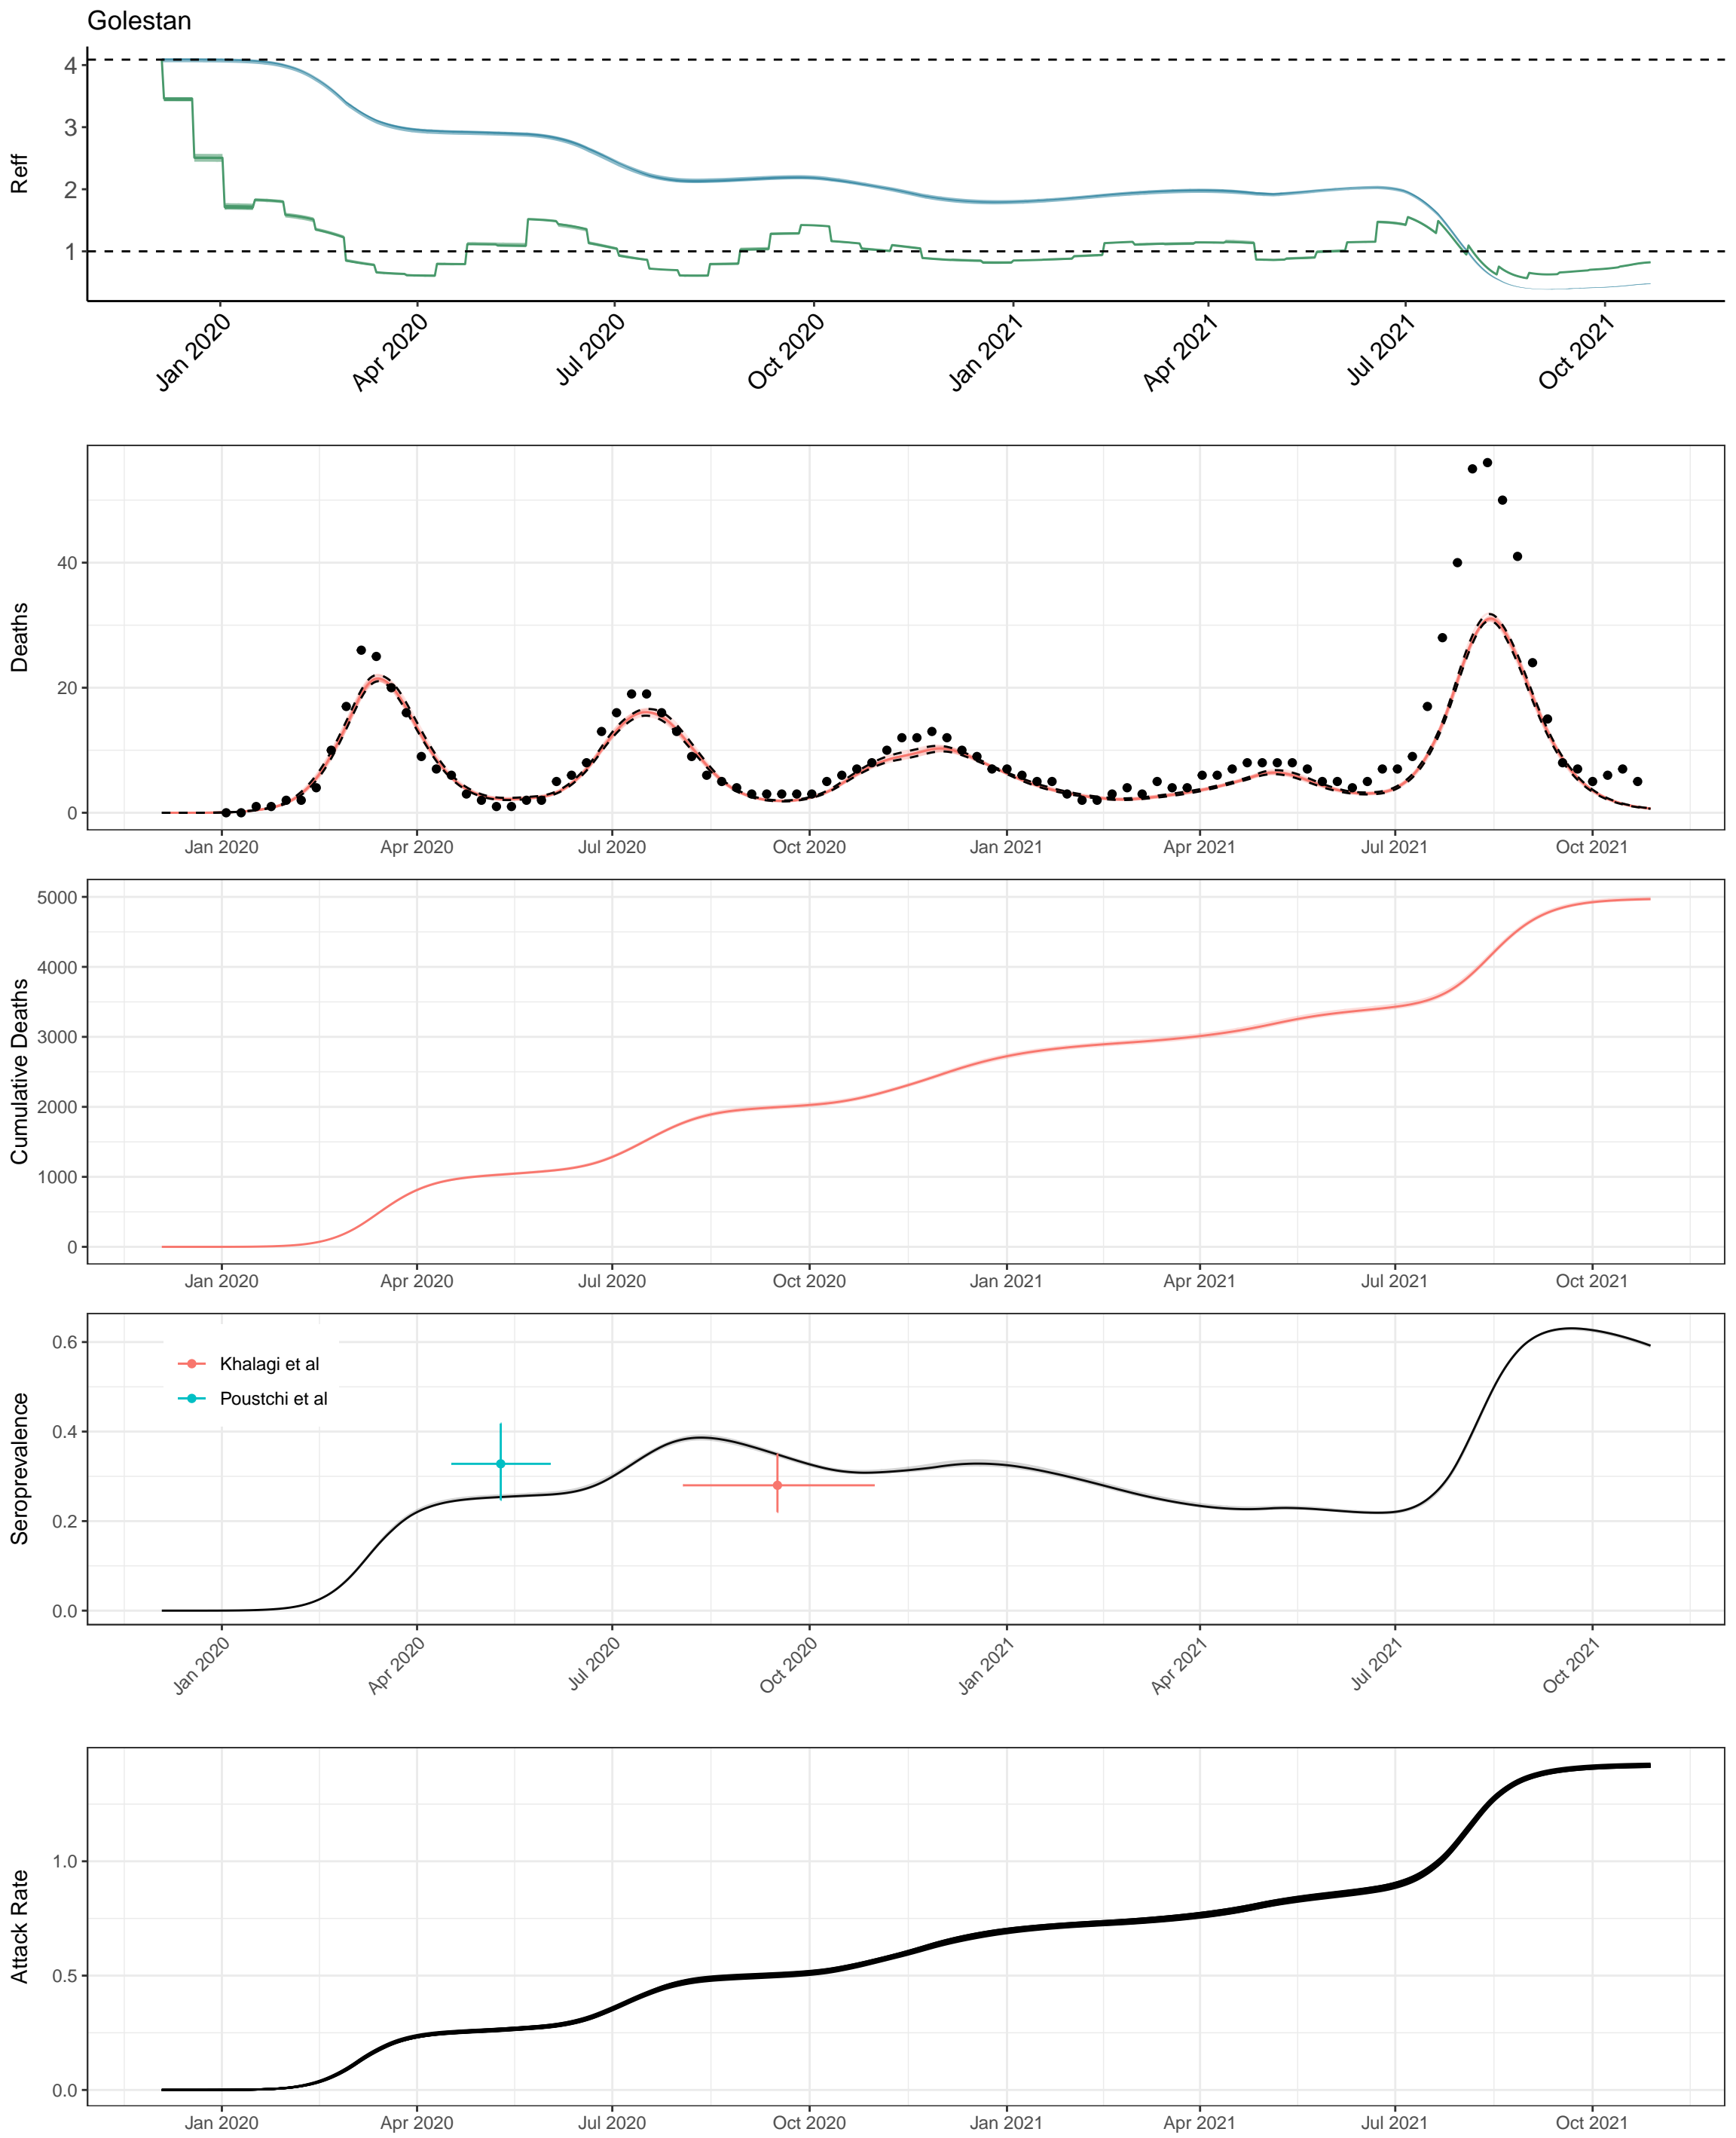 Golestan
Reff
4
3
2
1
Jan 2020
Apr 2020
Jul 2020
Oct 2020
Jan 2021
Apr 2021
Jul 2021
Oct 2021
Deaths
40
20
0
Jan 2020
Apr 2020
Jul 2020
Oct 2020
Jan 2021
Apr 2021
Jul 2021
Oct 2021
Cumulative Deaths
5000
4000
3000
2000
1000
0
Jan 2020
Apr 2020
Jul 2020
Oct 2020
Jan 2021
Apr 2021
Jul 2021
Oct 2021
Seroprevalence
0.6
0.4
0.2
0.0
Khalagi et al
Poustchi et al
Jan 2020
Apr 2020
Jul 2020
Oct 2020
Jan 2021
Apr 2021
Jul 2021
Oct 2021
Attack Rate
1.0
0.5
0.0
Jan 2020
Apr 2020
Jul 2020
Oct 2020
Jan 2021
Apr 2021
Jul 2021
Oct 2021